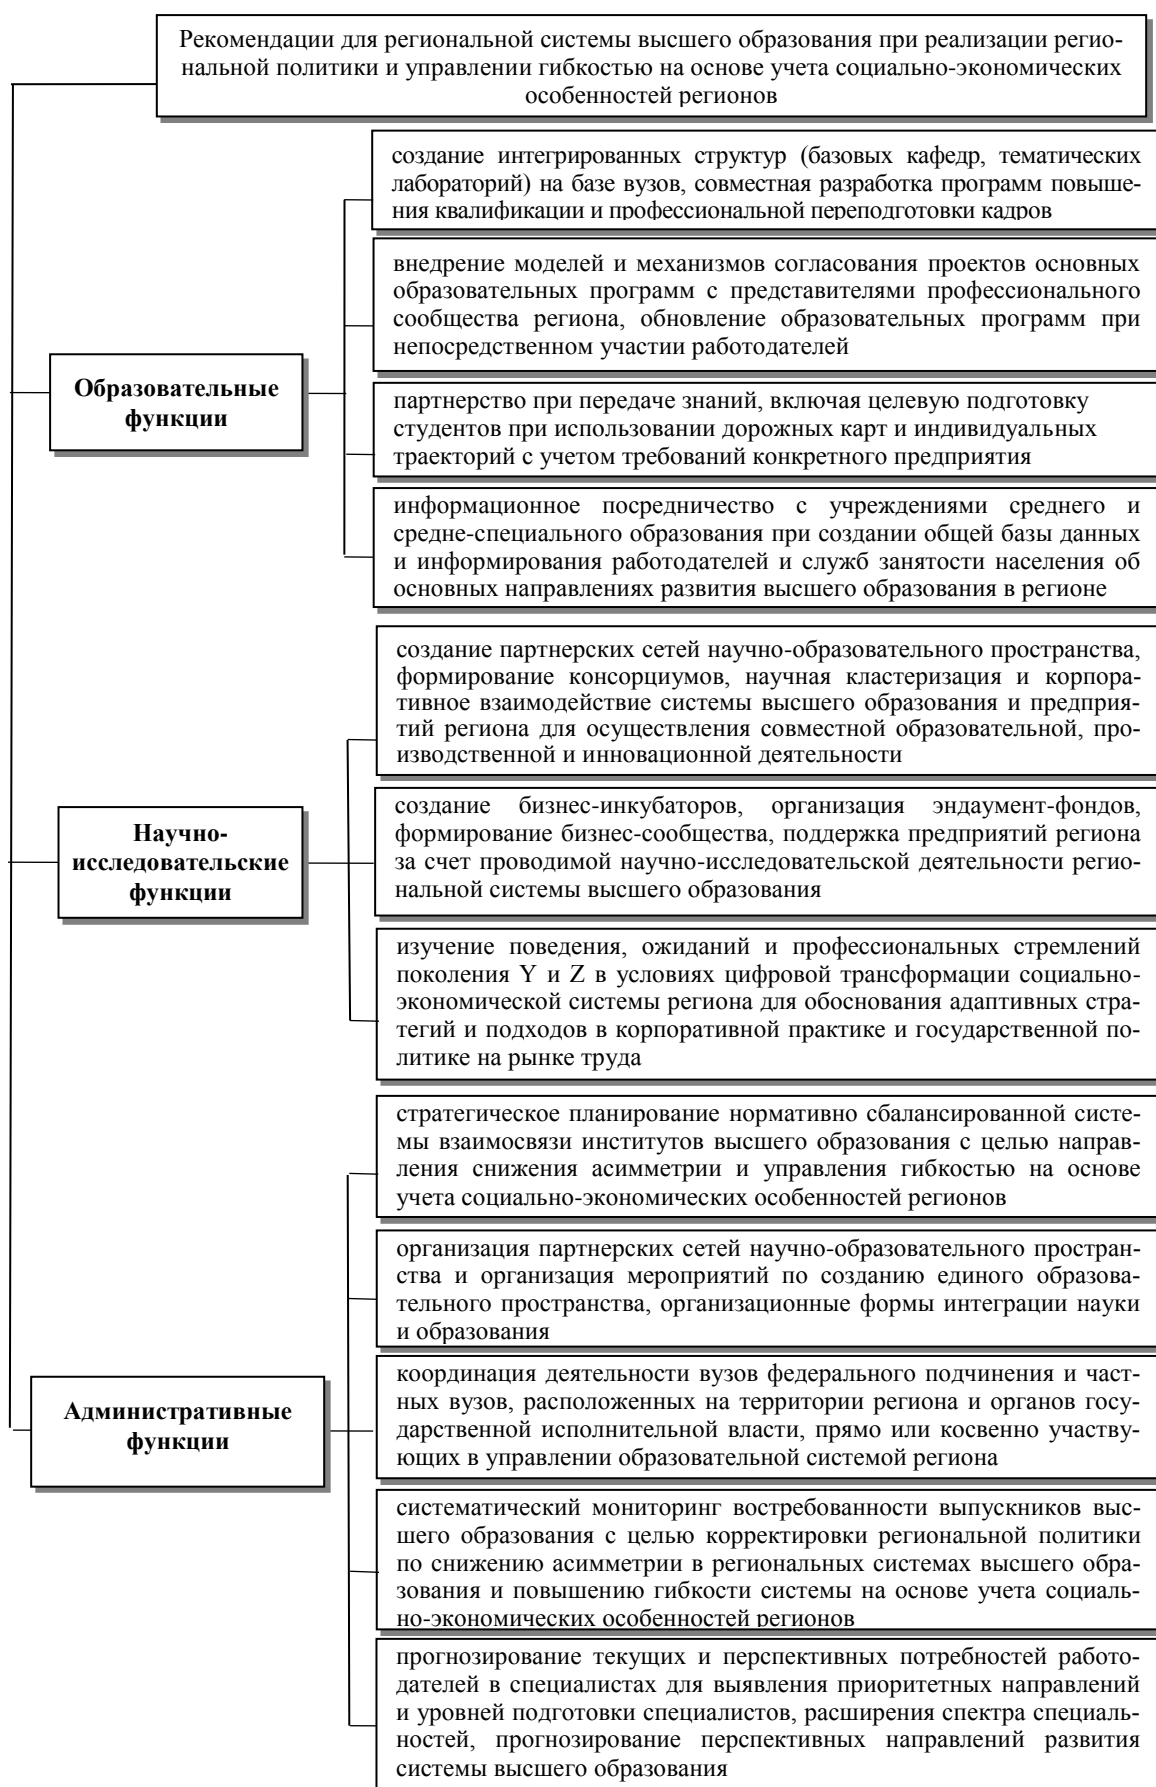 Рекомендации для региональной системы высшего образования при реализации регио-
нальной политики и управлении гибкостью на основе учета социально-экономических
особенностей регионов
создание интегрированных структур (базовых кафедр, тематических
лабораторий) на базе вузов, совместная разработка программ повыше-
ния квалификации и профессиональной переподготовки кадров
внедрение моделей и механизмов согласования проектов основных
образовательных программ с представителями профессионального
сообщества региона, обновление образовательных программ при
непосредственном участии работодателей
Образовательные
функции
партнерство при передаче знаний, включая целевую подготовку
студентов при использовании дорожных карт и индивидуальных
траекторий с учетом требований конкретного предприятия
информационное посредничество с учреждениями среднего и
средне-специального образования при создании общей базы данных
и информирования работодателей и служб занятости населения об
основных направлениях развития высшего образования в регионе
создание партнерских сетей научно-образовательного пространства,
формирование консорциумов, научная кластеризация и корпора-
тивное взаимодействие системы высшего образования и предприя-
тий региона для осуществления совместной образовательной, про-
изводственной и инновационной деятельности
Научно-
исследовательские
функции
создание бизнес-инкубаторов, организация эндаумент-фондов,
формирование бизнес-сообщества, поддержка предприятий региона
за счет проводимой научно-исследовательской деятельности регио-
нальной системы высшего образования
изучение поведения, ожиданий и профессиональных стремлений
поколения Y и Z в условиях цифровой трансформации социально-
экономической системы региона для обоснования адаптивных стра-
тегий и подходов в корпоративной практике и государственной по-
литике на рынке труда
стратегическое планирование нормативно сбалансированной систе-
мы взаимосвязи институтов высшего образования с целью направ-
ления снижения асимметрии и управления гибкостью на основе
учета социально-экономических особенностей регионов
организация партнерских сетей научно-образовательного простран-
ства и организация мероприятий по созданию единого образова-
тельного пространства, организационные формы интеграции науки
и образования
Административные
функции
координация деятельности вузов федерального подчинения и част-
ных вузов, расположенных на территории региона и органов госу-
дарственной исполнительной власти, прямо или косвенно участву-
ющих в управлении образовательной системой региона
систематический мониторинг востребованности выпускников выс-
шего образования с целью корректировки региональной политики
по снижению асимметрии в региональных системах высшего обра-
зования и повышению гибкости системы на основе учета социаль-
но-экономических особенностей регионов
прогнозирование текущих и перспективных потребностей работо-
дателей в специалистах для выявления приоритетных направлений
и уровней подготовки специалистов, расширения спектра специаль-
ностей, прогнозирование перспективных направлений развития
системы высшего образования